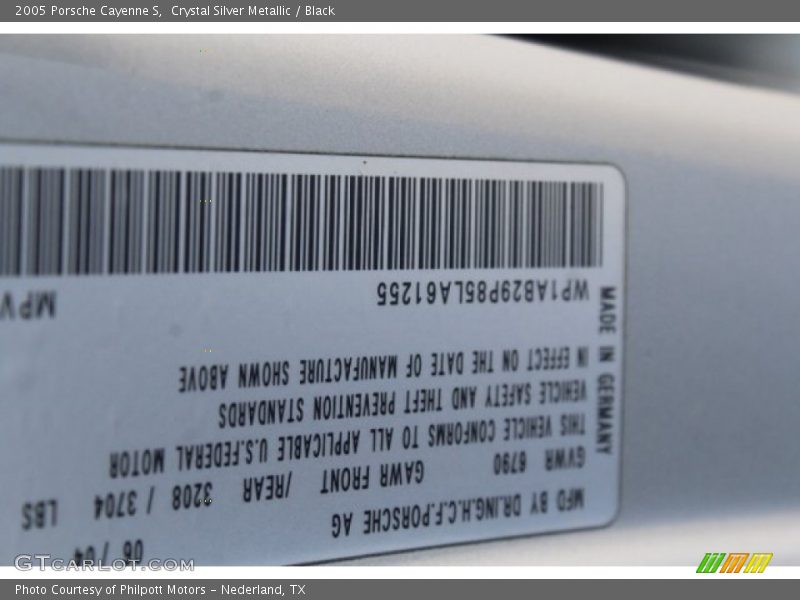 2005 Porsche Cayenne S,  Crystal Silver Metallic / Black
MFD BY DR.ING.H.C.F.PORSCHE AG 06 / 04
GVWR 6790 GAWR FRONT /REAR 3208 / 3704 LBS
THIS VEHICLE CONFORMS TO ALL APPLICABLE U.S.FEDERAL MOTOR
VEHICLE SAFETY AND THEFT PREVENTION STANDARDS
IN EFFECT ON THE DATE OF MANUFACTURE SHOWN ABOVE
WP1AB29P85LA61255 MPV
MADE IN GERMANY
GTCarlot.com
Photo Courtesy of Philpott Motors – Nederland, TX